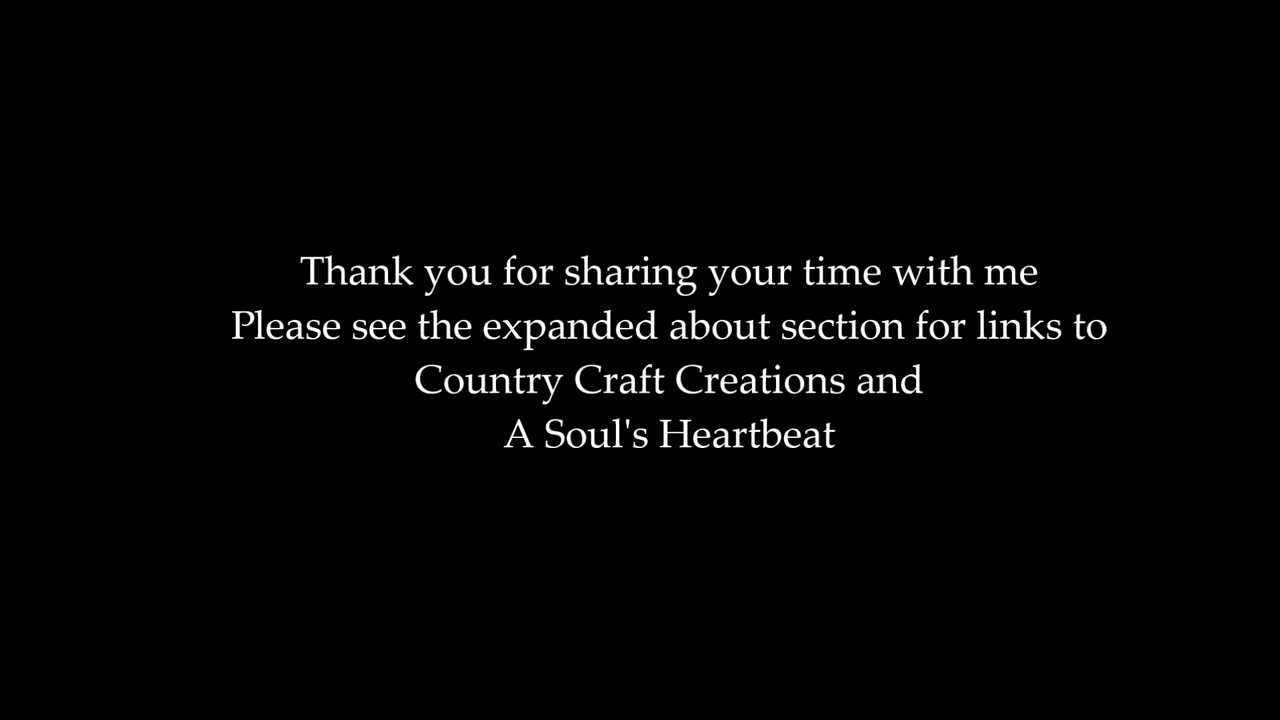 Thank you for sharing your time with me
Please see the expanded about section for links to
Country Craft Creations and
A Soul's Heartbeat